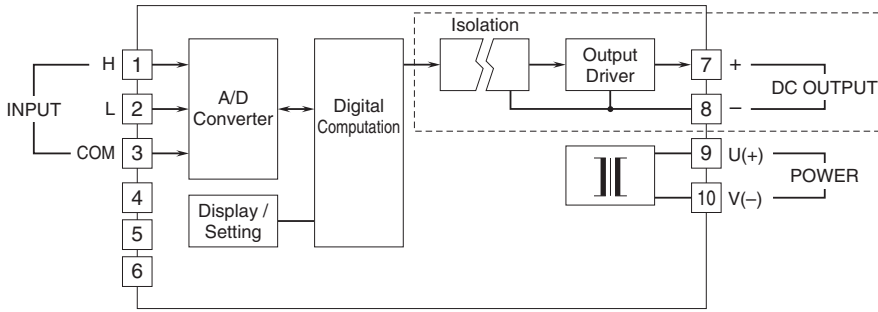 Isolation
H
1
A/D
Converter
Digital
Computation
Output
Driver
7
+
INPUT
L
2
8
−
DC OUTPUT
COM
3
9
U(+)
POWER
4
Display /
Setting
10
V(−)
5
6